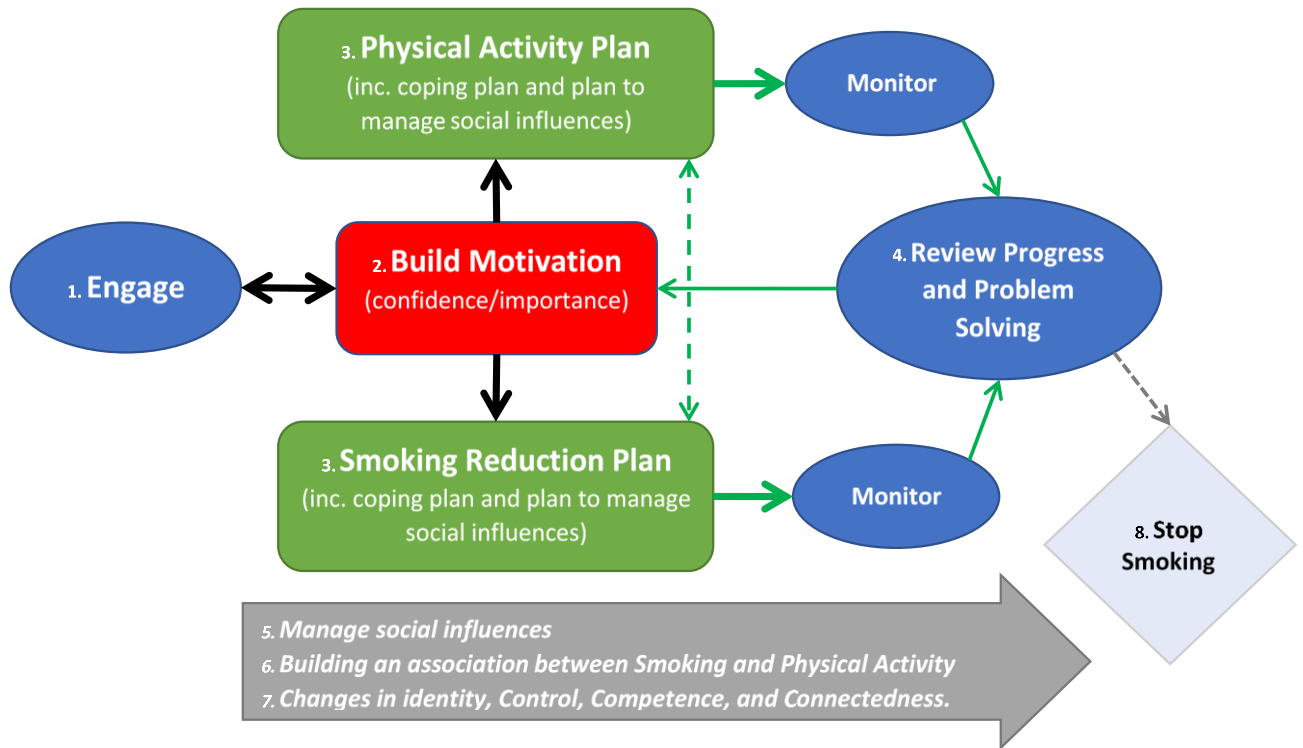 3. Physical Activity Plan
(inc. coping plan and plan to
manage social influences)
Monitor
1. Engage
2. Build Motivation
(confidence/importance)
4. Review Progress
and Problem
Solving
3. Smoking Reduction Plan
(inc. coping plan and plan to manage
social influences)
Monitor
8. Stop
Smoking
5. Manage social influences
6. Building an association between Smoking and Physical Activity
7. Changes in identity, Control, Competence, and Connectedness.